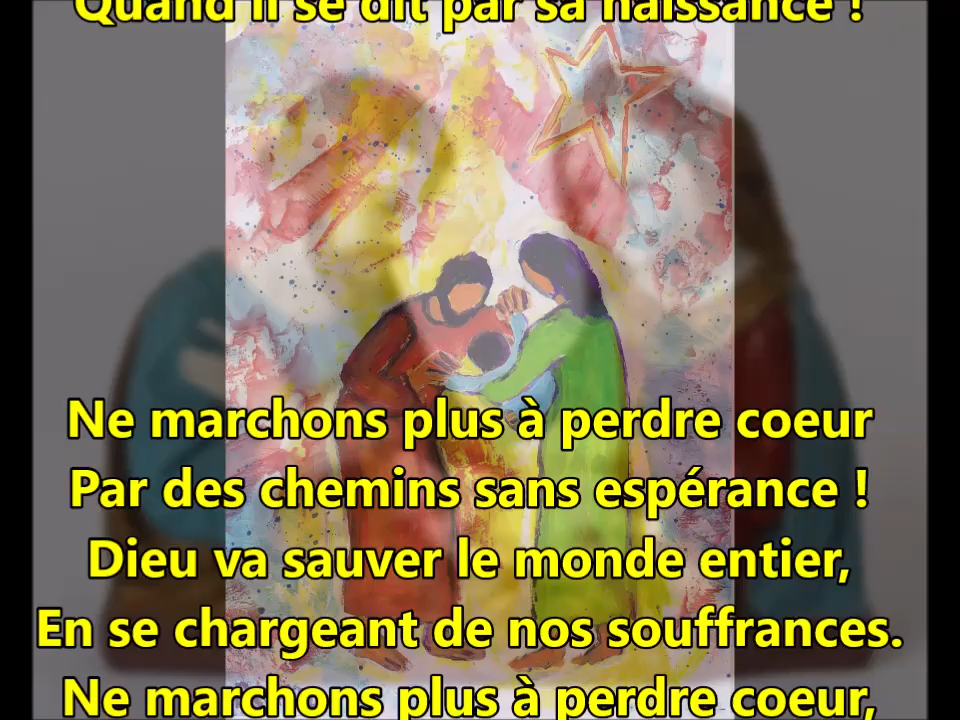 Quand il se dit par sa naissance !
Ne marchons plus à perdre coeur
Par des chemins sans espérance !
Dieu va sauver le monde entier,
En se chargeant de nos souffrances.
Ne marchons plus à perdre coeur,